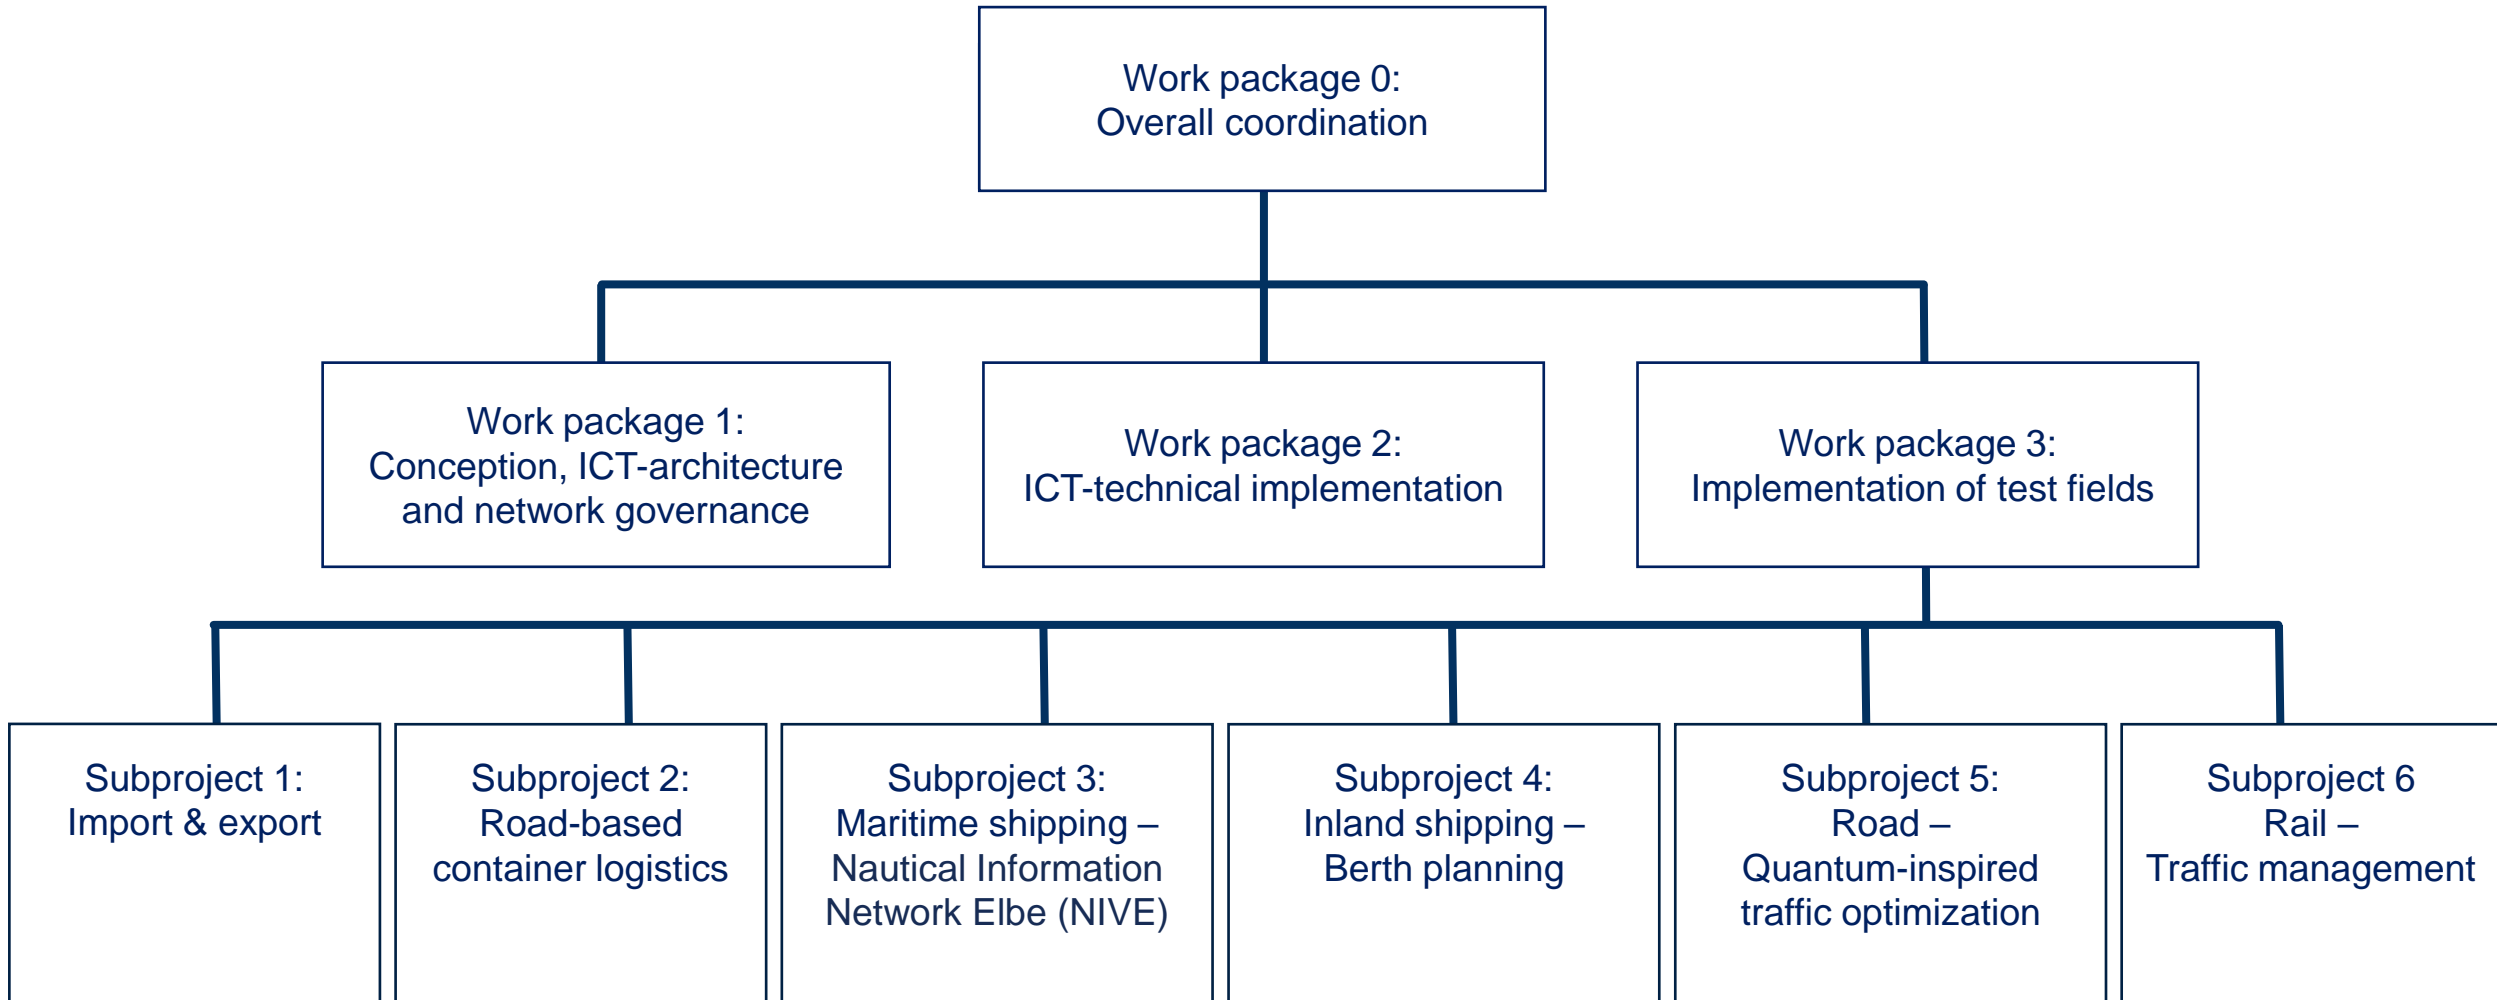 Work package 0:
Overall coordination
Work package 1:
Conception, ICT-architecture
and network governance
Work package 2:
ICT-technical implementation
Work package 3:
Implementation of test fields
Subproject 1:
Import & export
Subproject 2:
Road-based
container logistics
Subproject 3:
Maritime shipping –
Nautical Information
Network Elbe (NIVE)
Subproject 4:
Inland shipping –
Berth planning
Subproject 5:
Road –
Quantum-inspired
traffic optimization
Subproject 6
Rail –
Traffic management